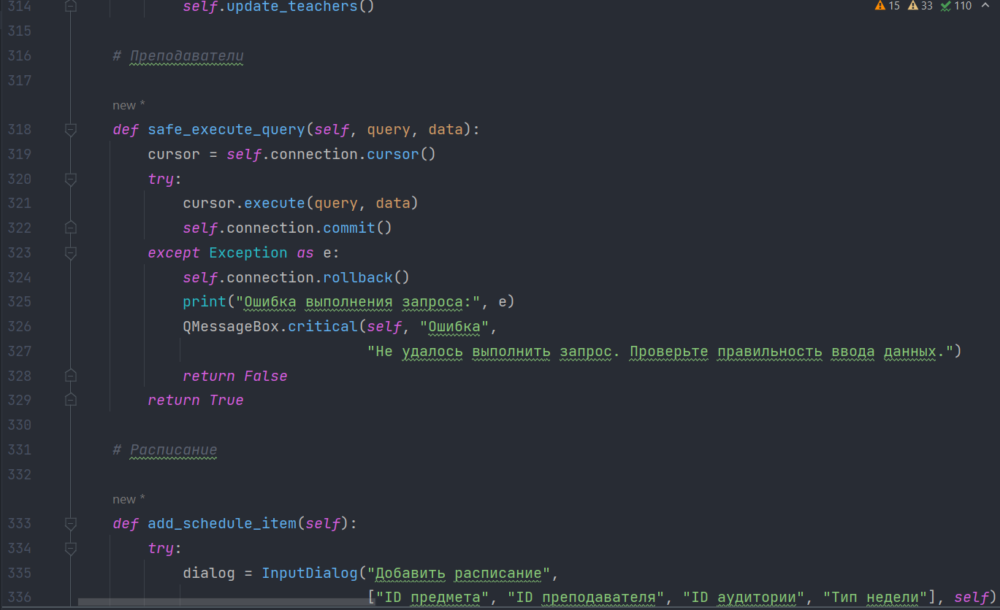 314 self.update_teachers() 15 33 110
315
316 # Преподаватели
317
new *
318 def safe_execute_query(self, query, data):
319 cursor = self.connection.cursor()
320 try:
321 cursor.execute(query, data)
322 self.connection.commit()
323 except Exception as e:
324 self.connection.rollback()
325 print("Ошибка выполнения запроса:", e)
326 QMessageBox.critical(self, "Ошибка",
327 "Не удалось выполнить запрос. Проверьте правильность ввода данных.")
328 return False
329 return True
330
331 # Расписание
332
new *
333 def add_schedule_item(self):
334 try:
335 dialog = InputDialog("Добавить расписание",
336 ["ID предмета", "ID преподавателя", "ID аудитории", "Тип недели"], self)